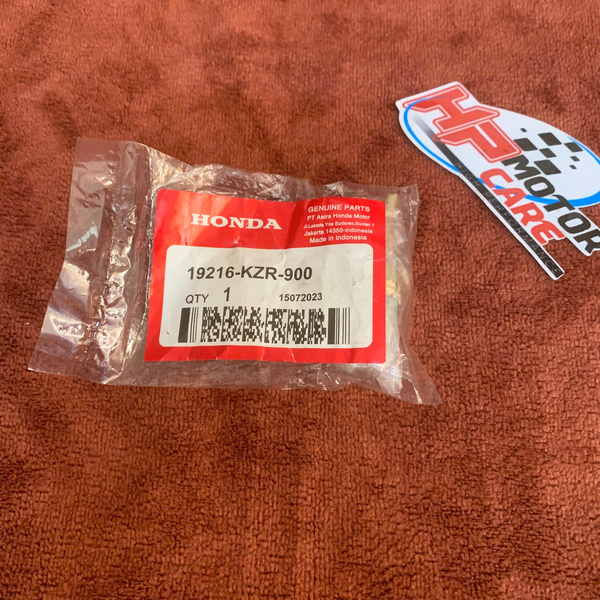 HONDA
GENUINE PARTS
PT Astra Honda Motor
Jakarta 14350-Indonesia
Made in Indonesia
19216-KZR-900
QTY 1 15072023
HP MOTOR CARE